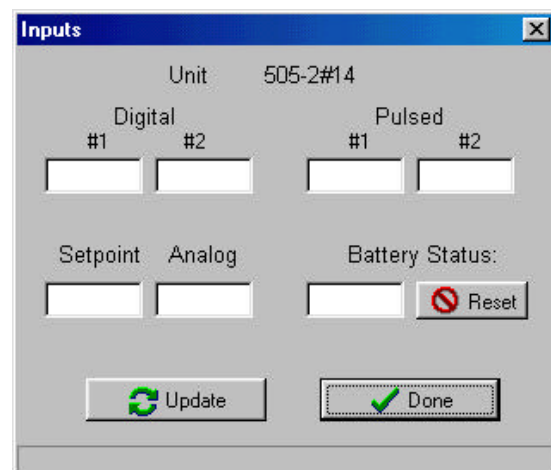 Inputs
Unit 505-2#14
Digital Pulsed
#1 #2 #1 #2
Setpoint Analog Battery Status:
Reset
Update Done